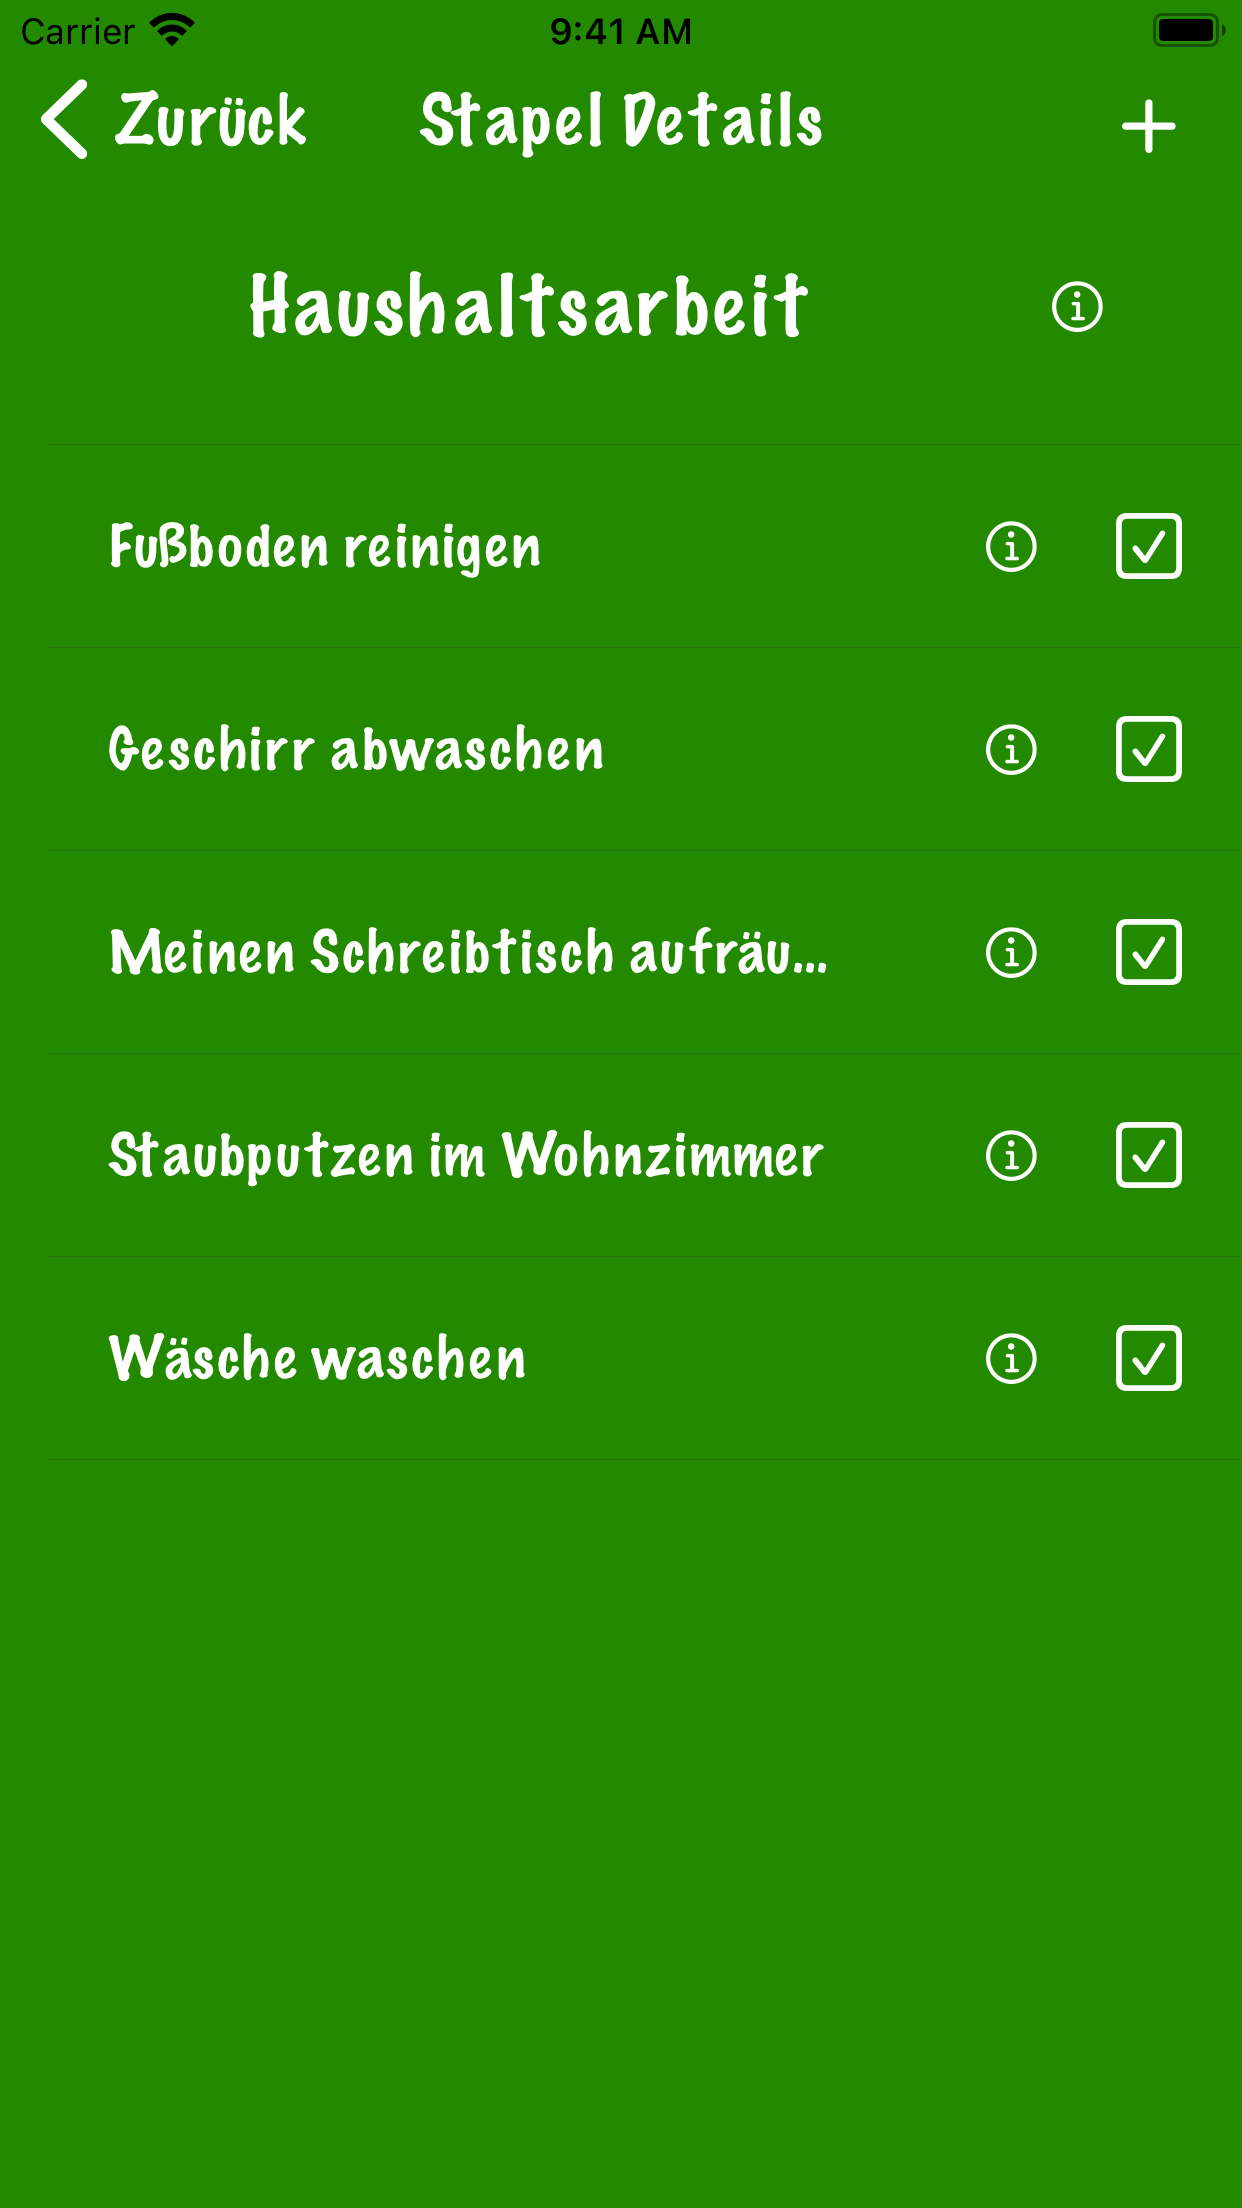 Carrier 9:41 AM
Zurück Stapel Details
Haushaltsarbeit
Fußboden reinigen
Geschirr abwaschen
Meinen Schreibtisch aufräu...
Staubputzen im Wohnzimmer
Wäsche waschen